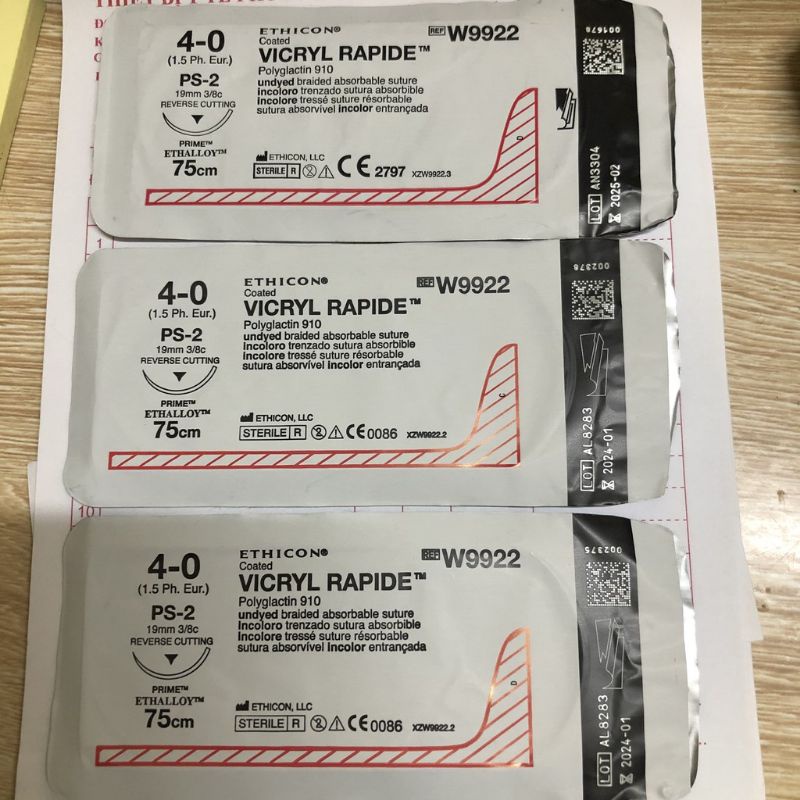 ETHICON®
4-0
(1.5 Ph. Eur.)
PS-2
19mm 3/8c
REVERSE CUTTING
PRIME™
ETHALLOY™
75cm
Coated
VICRYL RAPIDE™
REF W9922
Polyglactin 910
undyed braided absorbable suture
incoloro trenzado sutura absorbible
incolore tressé suture résorbable
sutura absorvível incolor entrançada
ETHICON, LLC
STERILE R
CE 2797 XZW9922.3
D
001678
LOT AN3304
2025-02
1
ETHICON®
4-0
(1.5 Ph. Eur.)
PS-2
19mm 3/8c
REVERSE CUTTING
PRIME™
ETHALLOY™
75cm
Coated
VICRYL RAPIDE™
REF W9922
Polyglactin 910
undyed braided absorbable suture
incoloro trenzado sutura absorbible
incolore tressé suture résorbable
sutura absorvível incolor entrançada
ETHICON, LLC
STERILE R
CE 0086 XZW9922.2
C
002376
LOT AL8283
2024-01
10
ETHICON®
4-0
(1.5 Ph. Eur.)
PS-2
19mm 3/8c
REVERSE CUTTING
PRIME™
ETHALLOY™
75cm
Coated
VICRYL RAPIDE™
REF W9922
Polyglactin 910
undyed braided absorbable suture
incoloro trenzado sutura absorbible
incolore tressé suture résorbable
sutura absorvível incolor entrançada
ETHICON, LLC
STERILE R
CE 0086 XZW9922.2
D
002375
LOT AL8283
2024-01